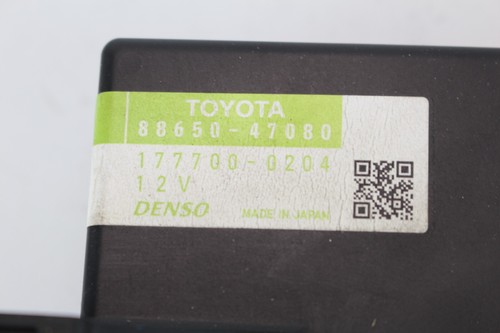 TOYOTA
88650-47080
177700-0204
12V
DENSO MADE IN JAPAN